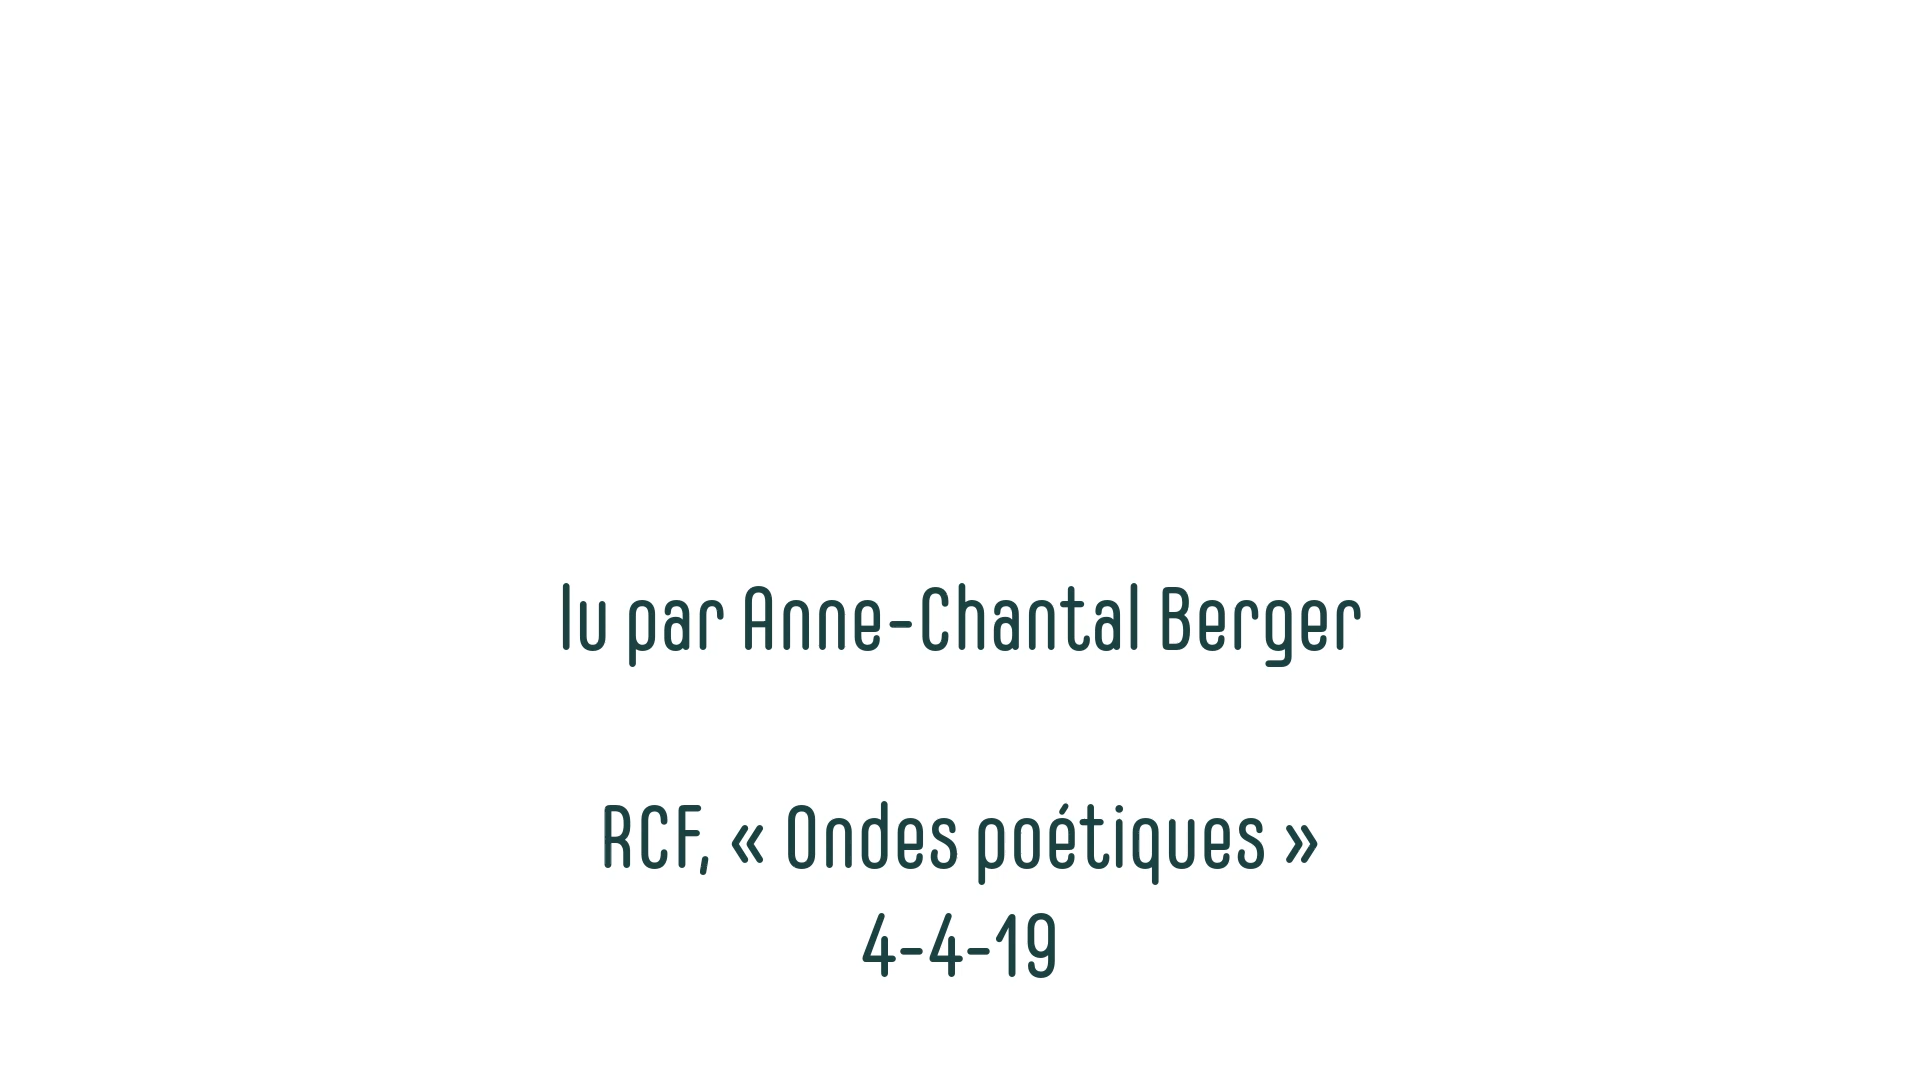 lu par Anne-Chantal Berger
RCF, « Ondes poétiques »
4-4-19